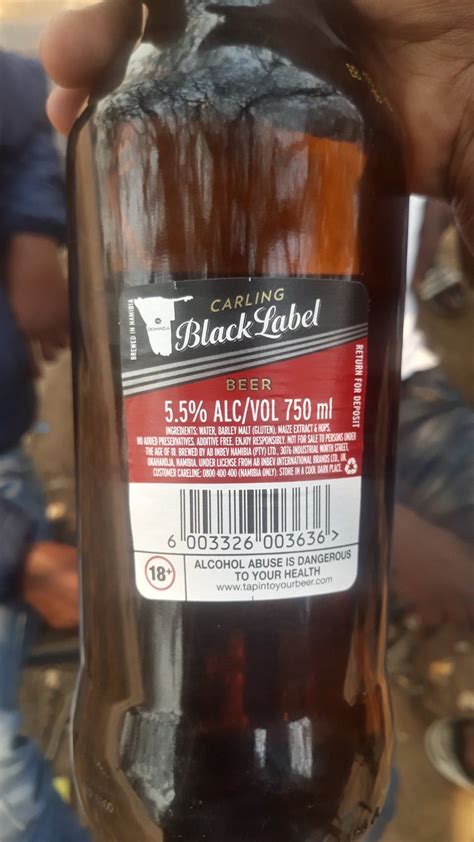 BREWED IN NAMIBIA
OKAHANDJA
CARLING
Black Label
BEER
5.5% ALC/VOL 750 ml
INGREDIENTS: WATER, BARLEY MALT (GLUTEN), MAIZE EXTRACT & HOPS.
NO ADDED PRESERVATIVES. ADDITIVE FREE. ENJOY RESPONSIBLY. NOT FOR SALE TO PERSONS UNDER
THE AGE OF 18. BREWED BY AB INBEV NAMIBIA (PTY) LTD., 3076 INDUSTRIAL NORTH STREET,
OKAHANDJA, NAMIBIA. UNDER LICENSE FROM AB INBEV INTERNATIONAL BRANDS LTD. UK.
CUSTOMER CARELINE: 0800 400 400 (NAMIBIA ONLY): STORE IN A COOL DARK PLACE
RETURN FOR DEPOSIT
6 003326 003636 >
18+
ALCOHOL ABUSE IS DANGEROUS
TO YOUR HEALTH
www.tapintoyourbeer.com